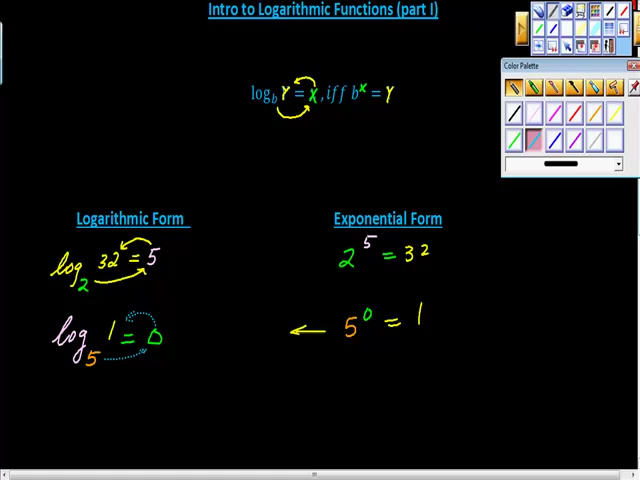 Intro to Logarithmic Functions (part I)
Color Palette
log_b Y = X, iff b^X = Y
Logarithmic Form
Exponential Form
log_2 32 = 5
2^5 = 32
log_5 1 = 0
5^0 = 1